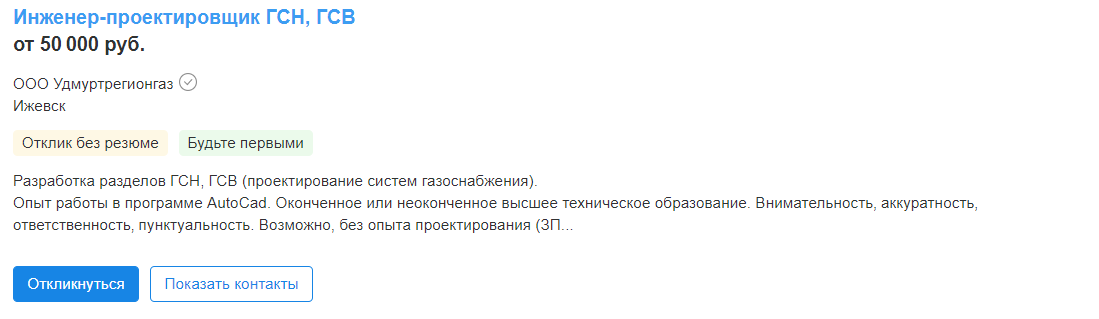 Инженер-проектировщик ГСН, ГСВ
от 50 000 руб.
ООО Удмуртрегионгаз
Ижевск
Отклик без резюме Будьте первыми
Разработка разделов ГСН, ГСВ (проектирование систем газоснабжения).
Опыт работы в программе AutoCad. Оконченное или неоконченное высшее техническое образование. Внимательность, аккуратность,
ответственность, пунктуальность. Возможно, без опыта проектирования (ЗП...
Откликнуться Показать контакты